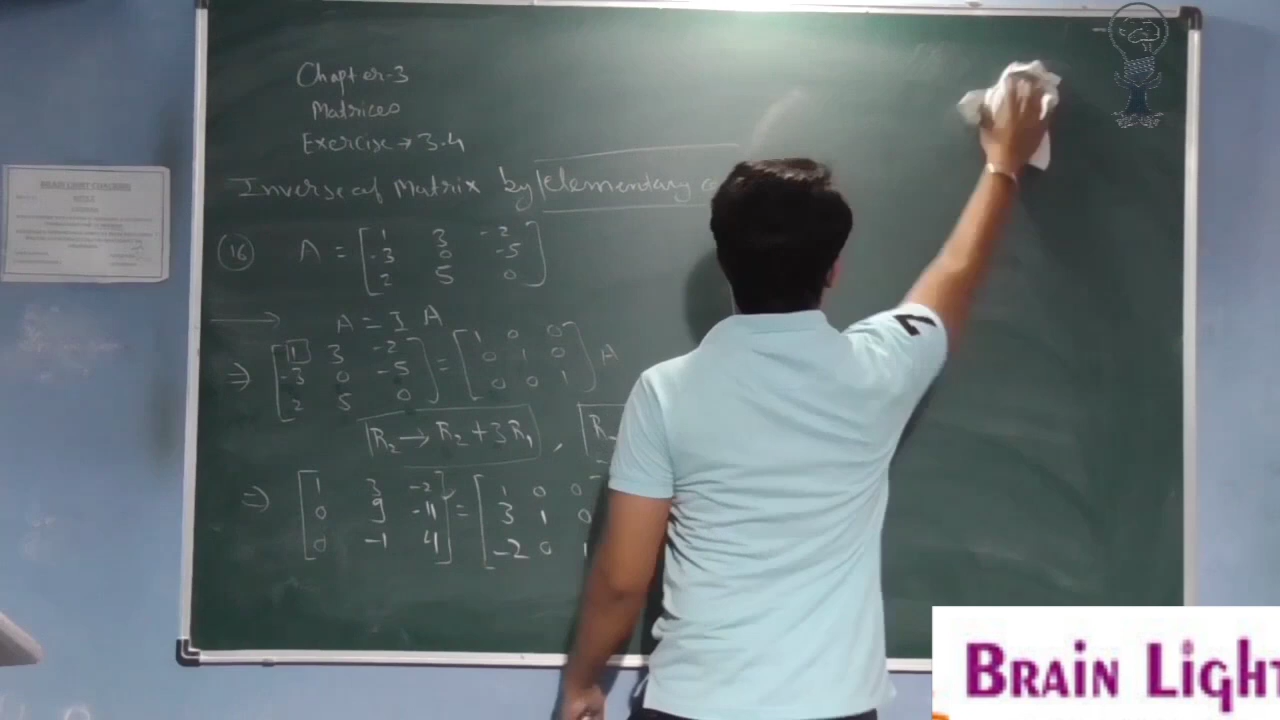 Chapter-3
Matrices
Exercise → 3.4
Inverse of Matrix by elementary
16 A = [1 3 -2
-3 0 -5
2 5 0]
A = I A
⇒ [1 3 -2
-3 0 -5
2 5 0] = [1 0 0
0 1 0
0 0 1] A
R₂ → R₂ + 3R₁ ,
⇒ [1 3 -2
0 9 -11
0 -1 4] = [1 0 0
3 1 0
-2 0 1
BRAIN LIGHT COACHING
BRAIN LIGHT